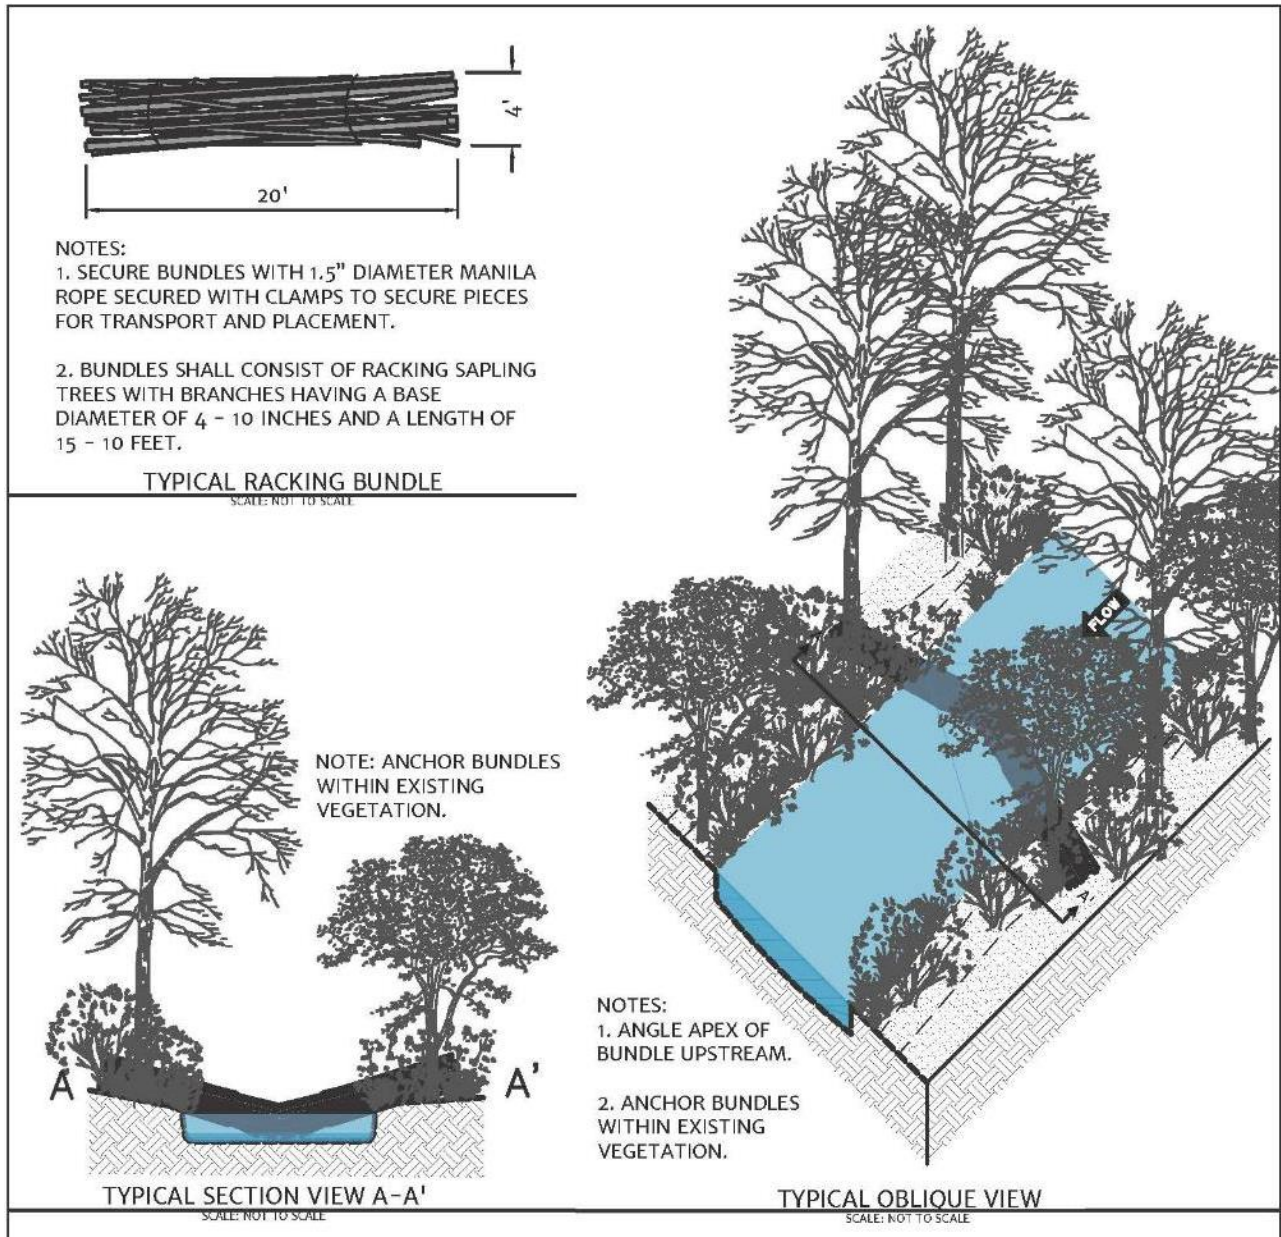 4'
20'
NOTES:
1. SECURE BUNDLES WITH 1.5" DIAMETER MANILA
ROPE SECURED WITH CLAMPS TO SECURE PIECES
FOR TRANSPORT AND PLACEMENT.
2. BUNDLES SHALL CONSIST OF RACKING SAPLING
TREES WITH BRANCHES HAVING A BASE
DIAMETER OF 4 - 10 INCHES AND A LENGTH OF
15 - 10 FEET.
TYPICAL RACKING BUNDLE
SCALE: NOT TO SCALE
NOTE: ANCHOR BUNDLES
WITHIN EXISTING
VEGETATION.
A
A'
TYPICAL SECTION VIEW A-A'
SCALE: NOT TO SCALE
FLOW
A'
NOTES:
1. ANGLE APEX OF
BUNDLE UPSTREAM.
2. ANCHOR BUNDLES
WITHIN EXISTING
VEGETATION.
TYPICAL OBLIQUE VIEW
SCALE: NOT TO SCALE